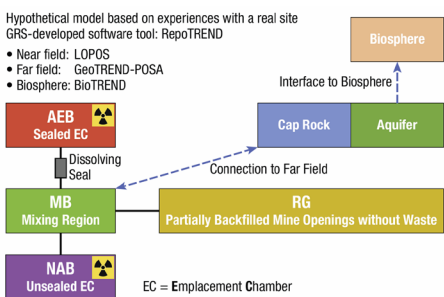 Hypothetical model based on experiences with a real site
GRS-developed software tool: RepoTREND
• Near field: LOPOS
• Far field: GeoTREND-POSA
• Biosphere: BioTREND
Biosphere
Interface to Biosphere
AEB
Sealed EC
Cap Rock
Aquifer
Dissolving
Seal
Connection to Far Field
MB
Mixing Region
RG
Partially Backfilled Mine Openings without Waste
NAB
Unsealed EC
EC = Emplacement Chamber